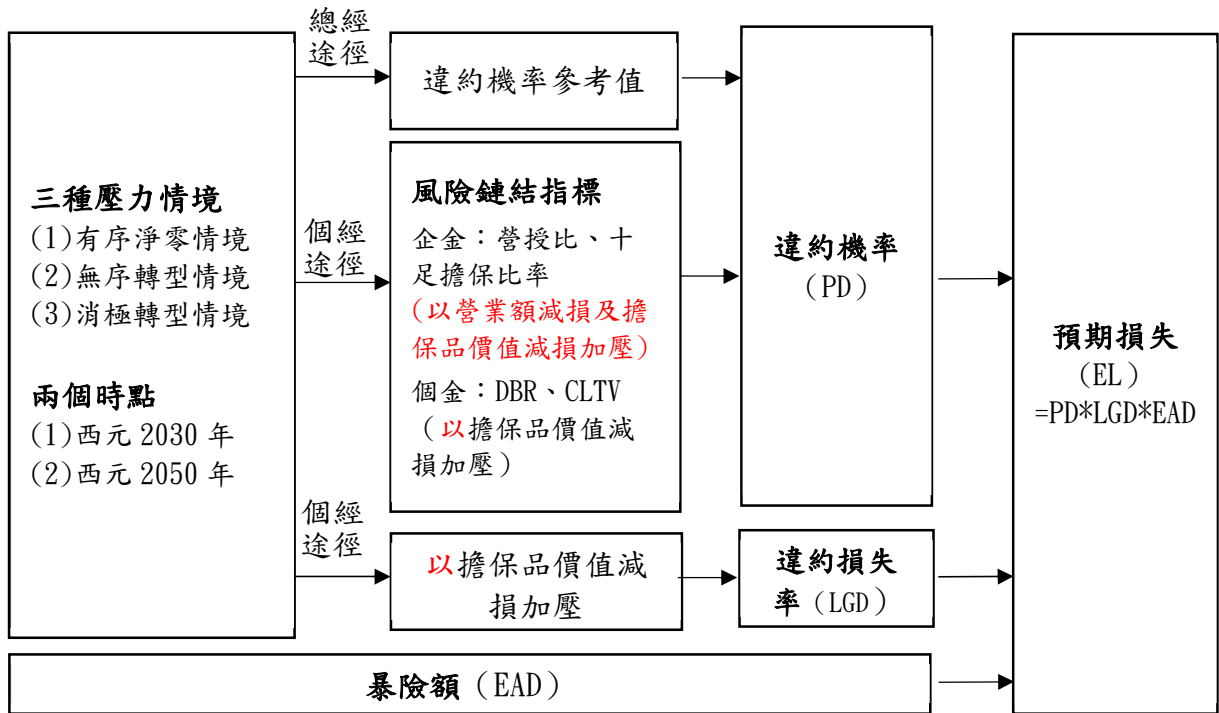 三種壓力情境
(1)有序淨零情境
(2)無序轉型情境
(3)消極轉型情境
兩個時點
(1)西元 2030 年
(2)西元 2050 年
總經
途徑
違約機率參考值
個經
途徑
風險鏈結指標
企金：營授比、十
足擔保比率
(以營業額減損及擔
保品價值減損加壓)
個金：DBR、CLTV
（以擔保品價值減
損加壓）
違約機率
（PD）
個經
途徑
以擔保品價值減
損加壓
違約損失
率（LGD）
預期損失
（EL）
=PD*LGD*EAD
暴險額（EAD）